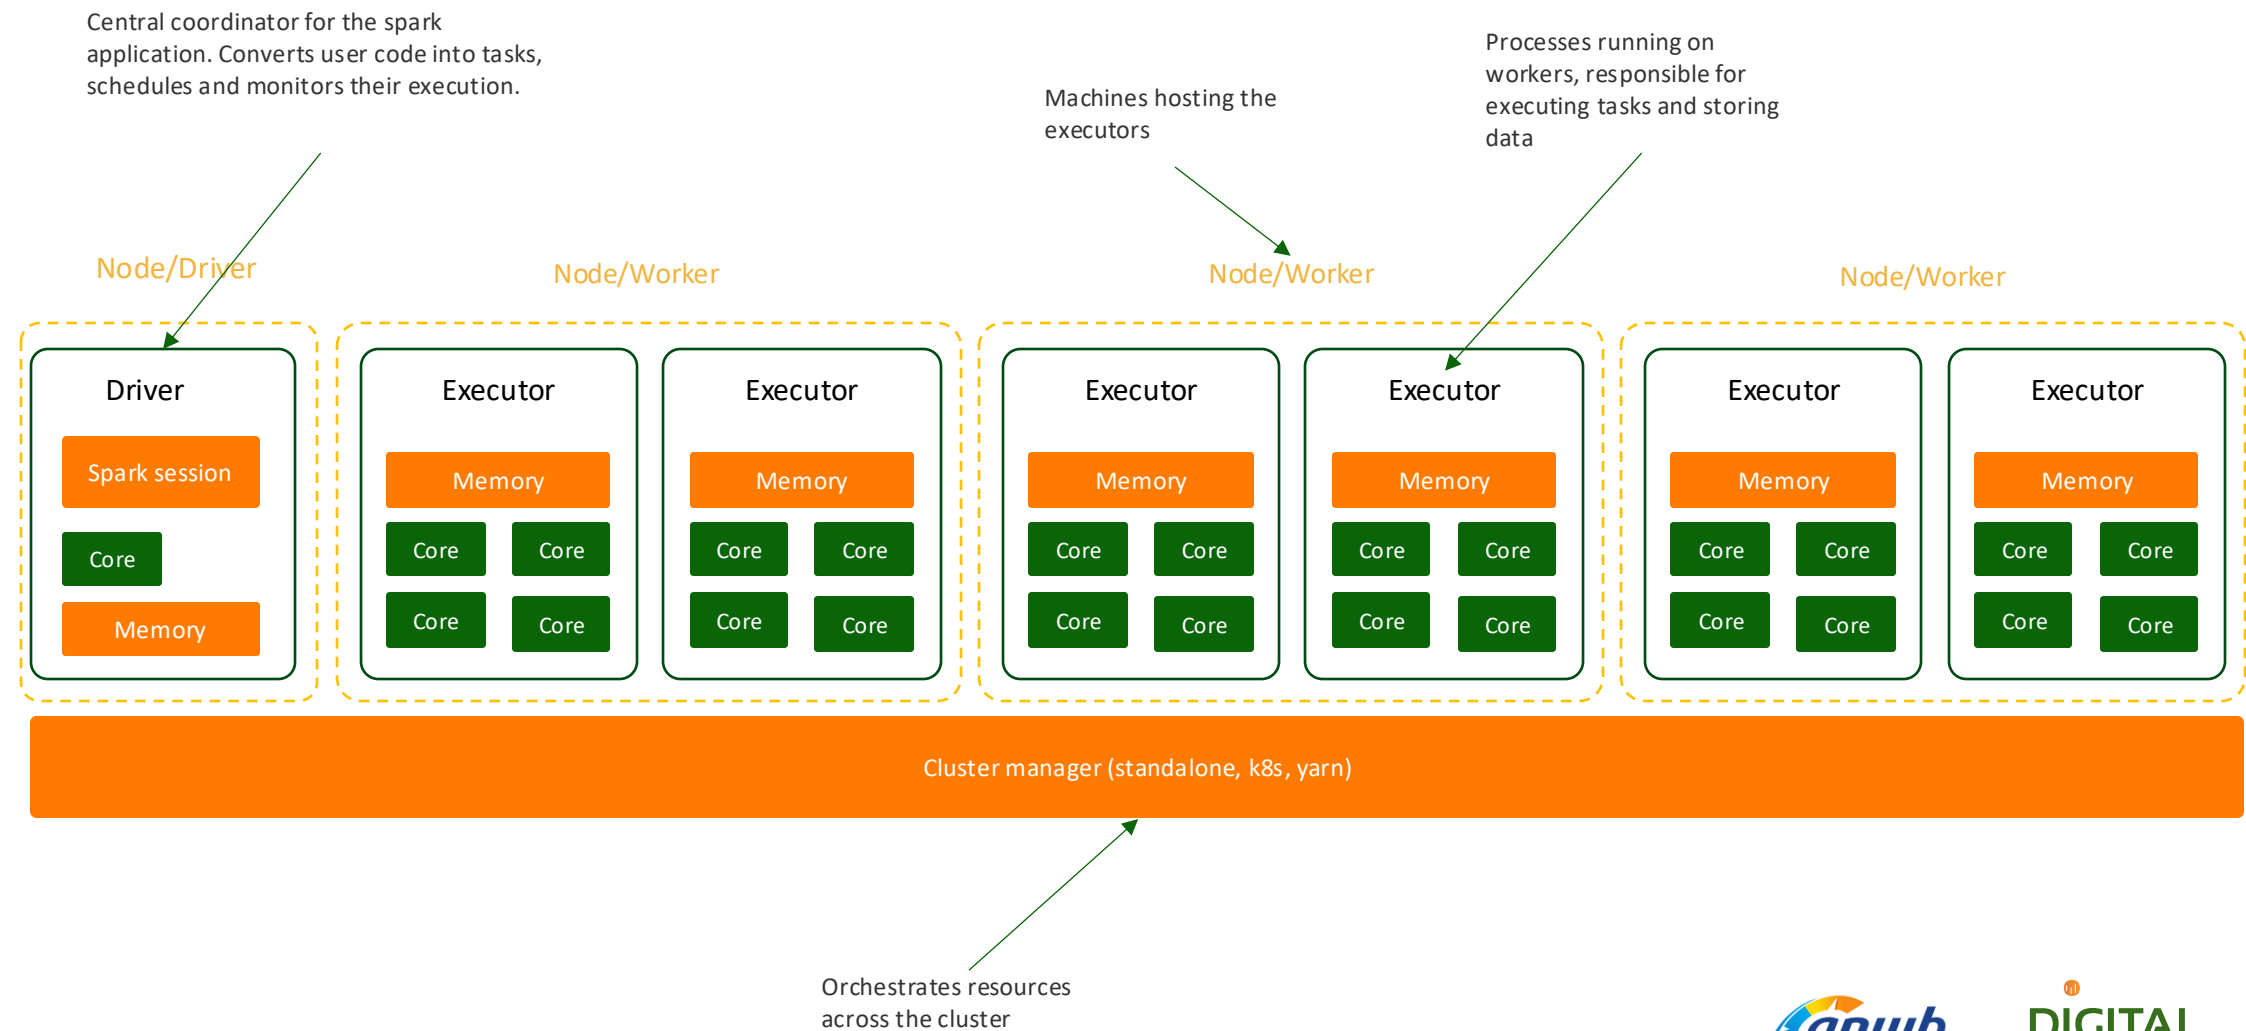 Central coordinator for the spark
application. Converts user code into tasks,
schedules and monitors their execution.
Machines hosting the
executors
Processes running on
workers, responsible for
executing tasks and storing
data
Node/Driver
Node/Worker
Node/Worker
Node/Worker
Driver
Spark session
Core
Memory
Executor
Memory
Core Core
Core Core
Executor
Memory
Core Core
Core Core
Executor
Memory
Core Core
Core Core
Executor
Memory
Core Core
Core Core
Executor
Memory
Core Core
Core Core
Executor
Memory
Core Core
Core Core
Cluster manager (standalone, k8s, yarn)
Orchestrates resources
across the cluster
anwb
DIGITAL